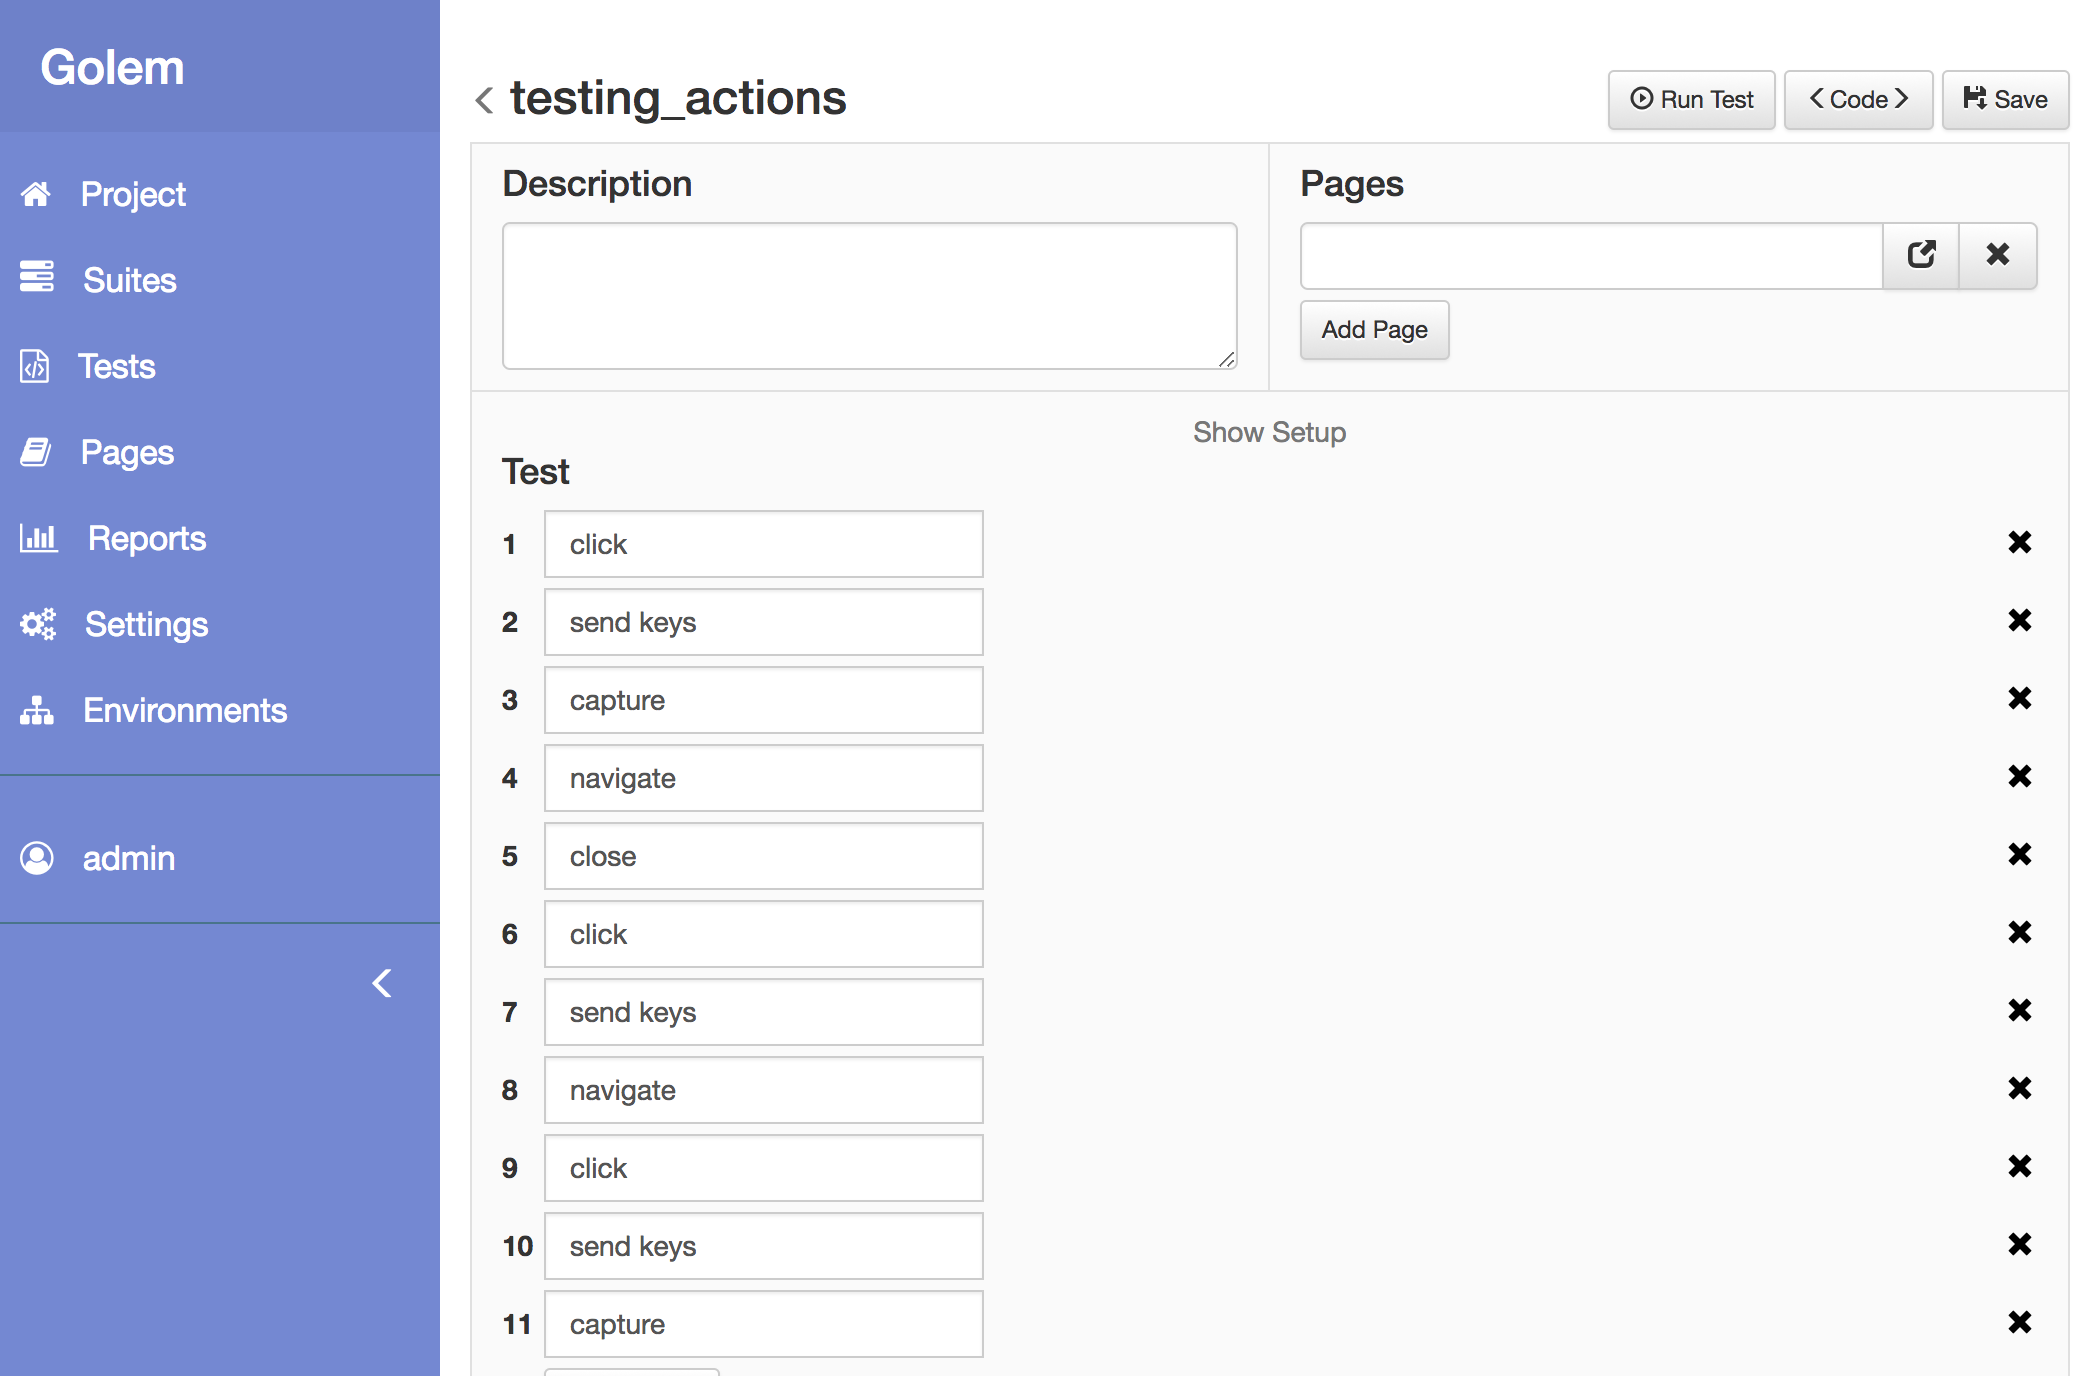 Golem
Project
Suites
Tests
Pages
Reports
Settings
Environments
admin
testing_actions
Run Test
Code
Save
Description
Pages
Add Page
Show Setup
Test
1 click
2 send keys
3 capture
4 navigate
5 close
6 click
7 send keys
8 navigate
9 click
10 send keys
11 capture